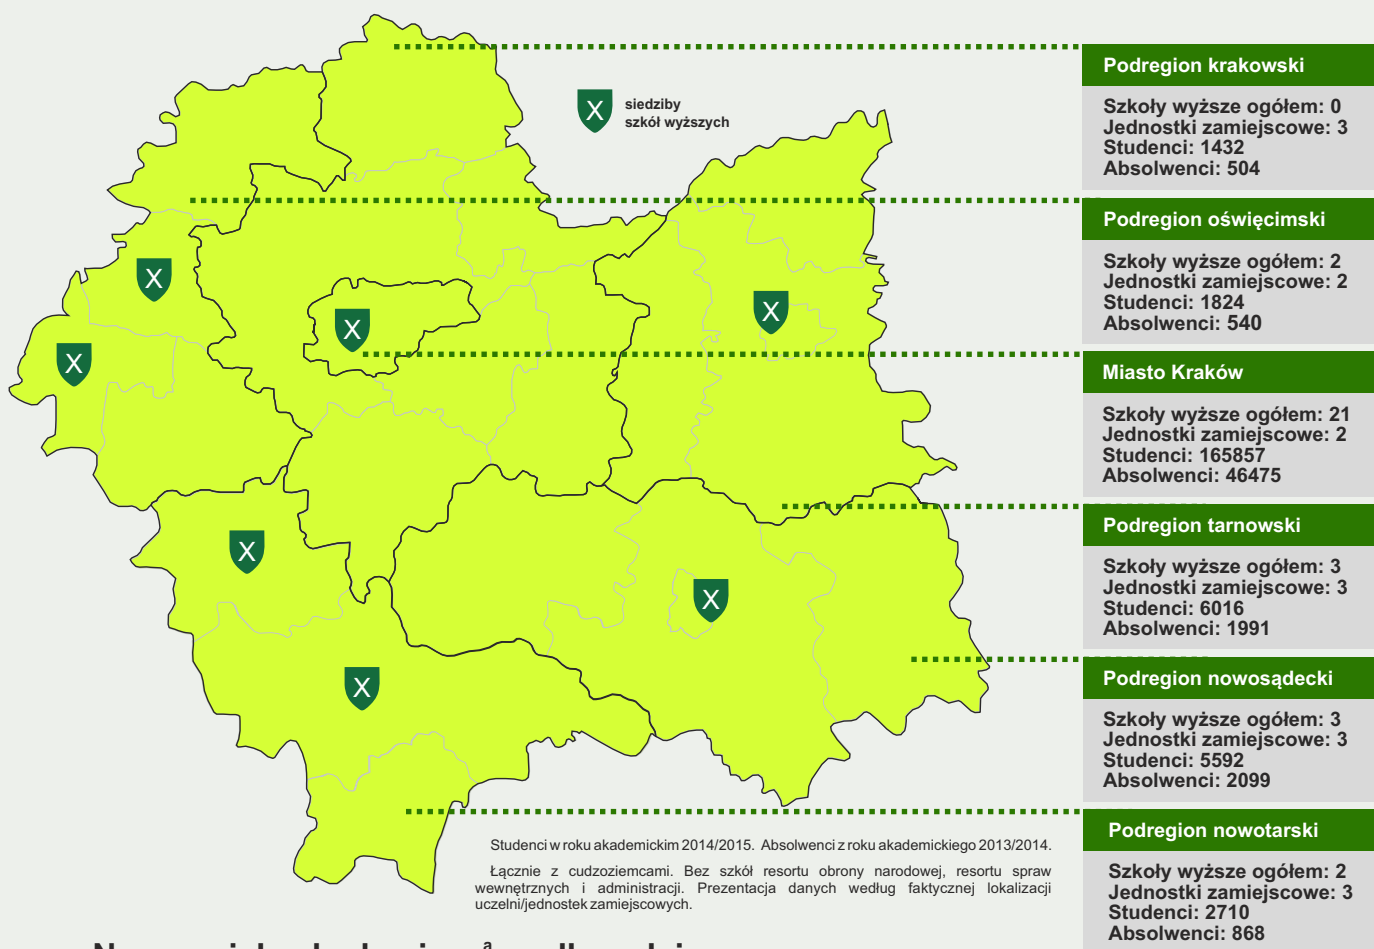 siedziby
szkół wyższych
X
X
X
X
X
X
X
Podregion krakowski
Szkoły wyższe ogółem: 0
Jednostki zamiejscowe: 3
Studenci: 1432
Absolwenci: 504
Podregion oświęcimski
Szkoły wyższe ogółem: 2
Jednostki zamiejscowe: 2
Studenci: 1824
Absolwenci: 540
Miasto Kraków
Szkoły wyższe ogółem: 21
Jednostki zamiejscowe: 2
Studenci: 165857
Absolwenci: 46475
Podregion tarnowski
Szkoły wyższe ogółem: 3
Jednostki zamiejscowe: 3
Studenci: 6016
Absolwenci: 1991
Podregion nowosądecki
Szkoły wyższe ogółem: 3
Jednostki zamiejscowe: 3
Studenci: 5592
Absolwenci: 2099
Podregion nowotarski
Szkoły wyższe ogółem: 2
Jednostki zamiejscowe: 3
Studenci: 2710
Absolwenci: 868
X
Studenci w roku akademickim 2014/2015. Absolwenci z roku akademickiego 2013/2014.
Łącznie z cudzoziemcami. Bez szkół resortu obrony narodowej, resortu spraw
wewnętrznych i administracji. Prezentacja danych według faktycznej lokalizacji
uczelni/jednostek zamiejscowych.